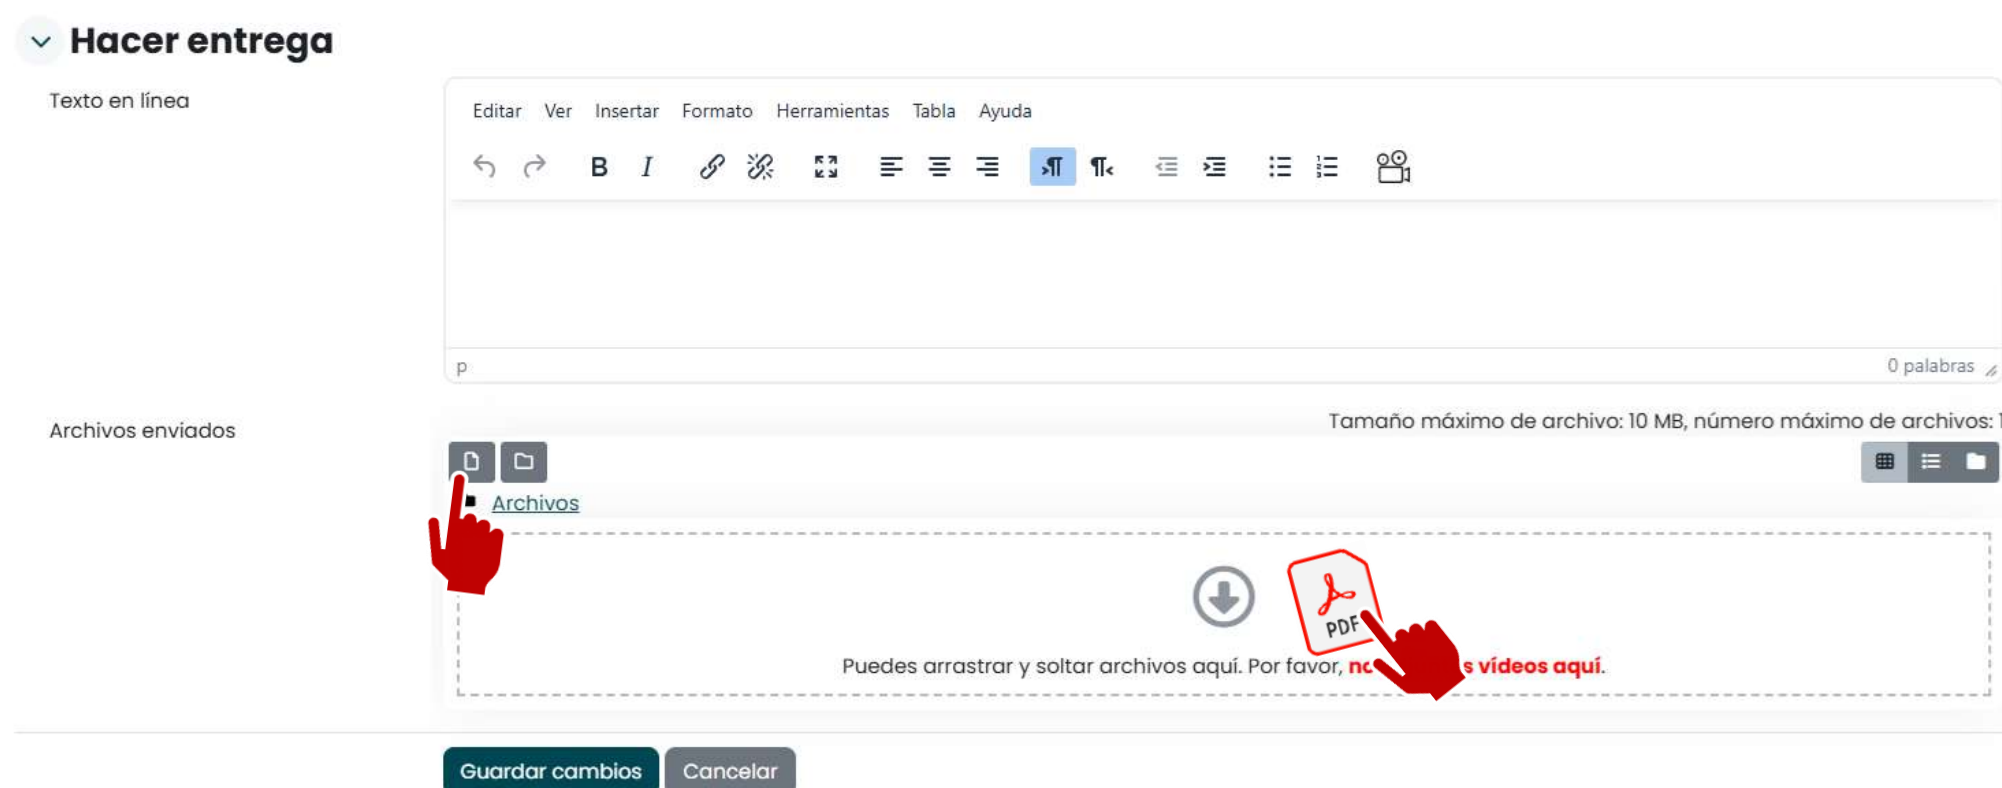 Hacer entrega
Texto en línea
Editar Ver Insertar Formato Herramientas Tabla Ayuda
B I
p
0 palabras
Archivos enviados
Tamaño máximo de archivo: 10 MB, número máximo de archivos: 1
Archivos
PDF
Puedes arrastrar y soltar archivos aquí. Por favor, vídeos aquí.
Guardar cambios Cancelar